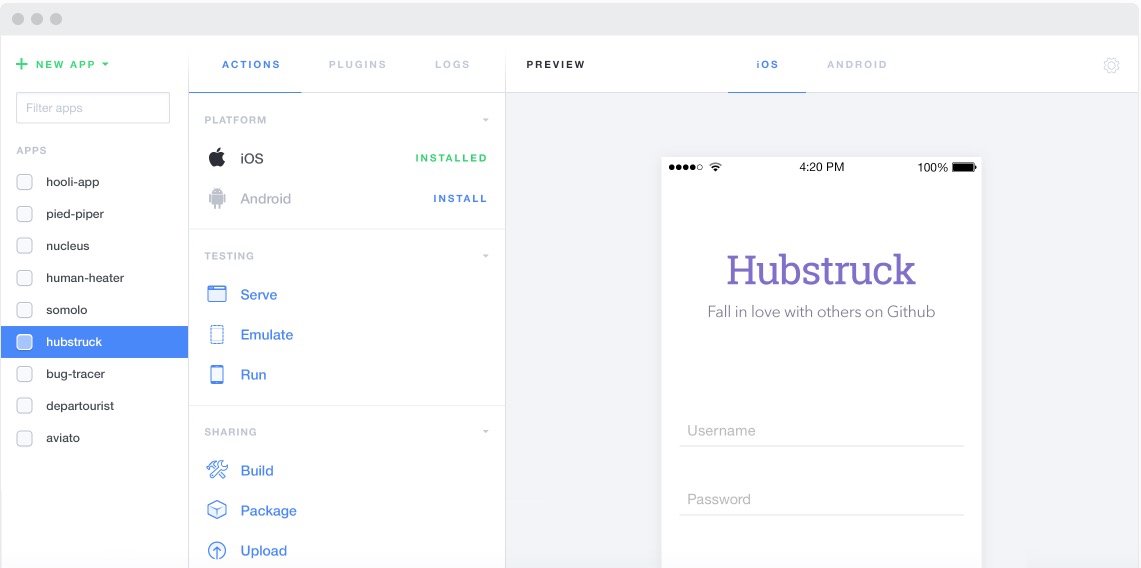 NEW APP
Filter apps
APPS
hooli-app
pied-piper
nucleus
human-heater
somolo
hubstruck
bug-tracer
departourist
aviato
ACTIONS PLUGINS LOGS
PLATFORM
iOS INSTALLED
Android INSTALL
TESTING
Serve
Emulate
Run
SHARING
Build
Package
Upload
PREVIEW iOS ANDROID
4:20 PM 100%
Hubstruck
Fall in love with others on Github
Username
Password